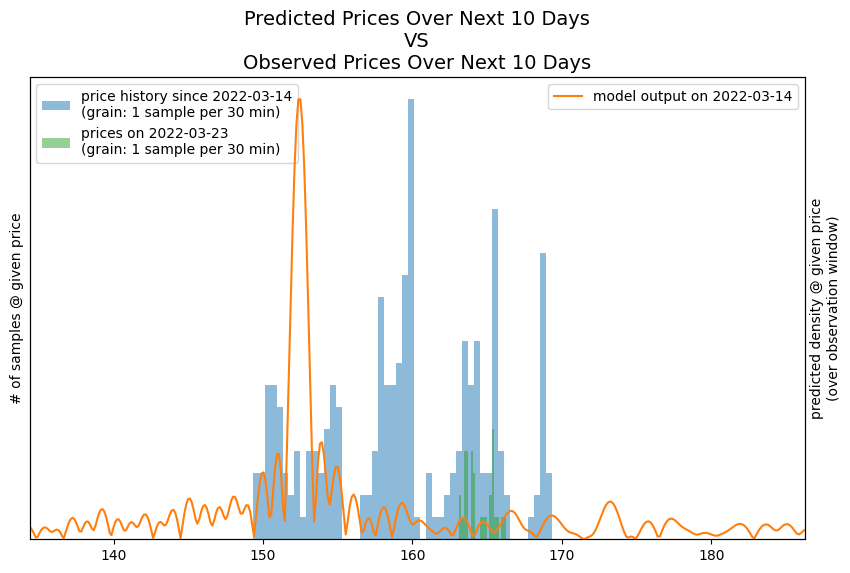 Predicted Prices Over Next 10 Days
VS
Observed Prices Over Next 10 Days
price history since 2022-03-14
(grain: 1 sample per 30 min)
prices on 2022-03-23
(grain: 1 sample per 30 min)
model output on 2022-03-14
# of samples @ given price
predicted density @ given price
(over observation window)
140
150
160
170
180